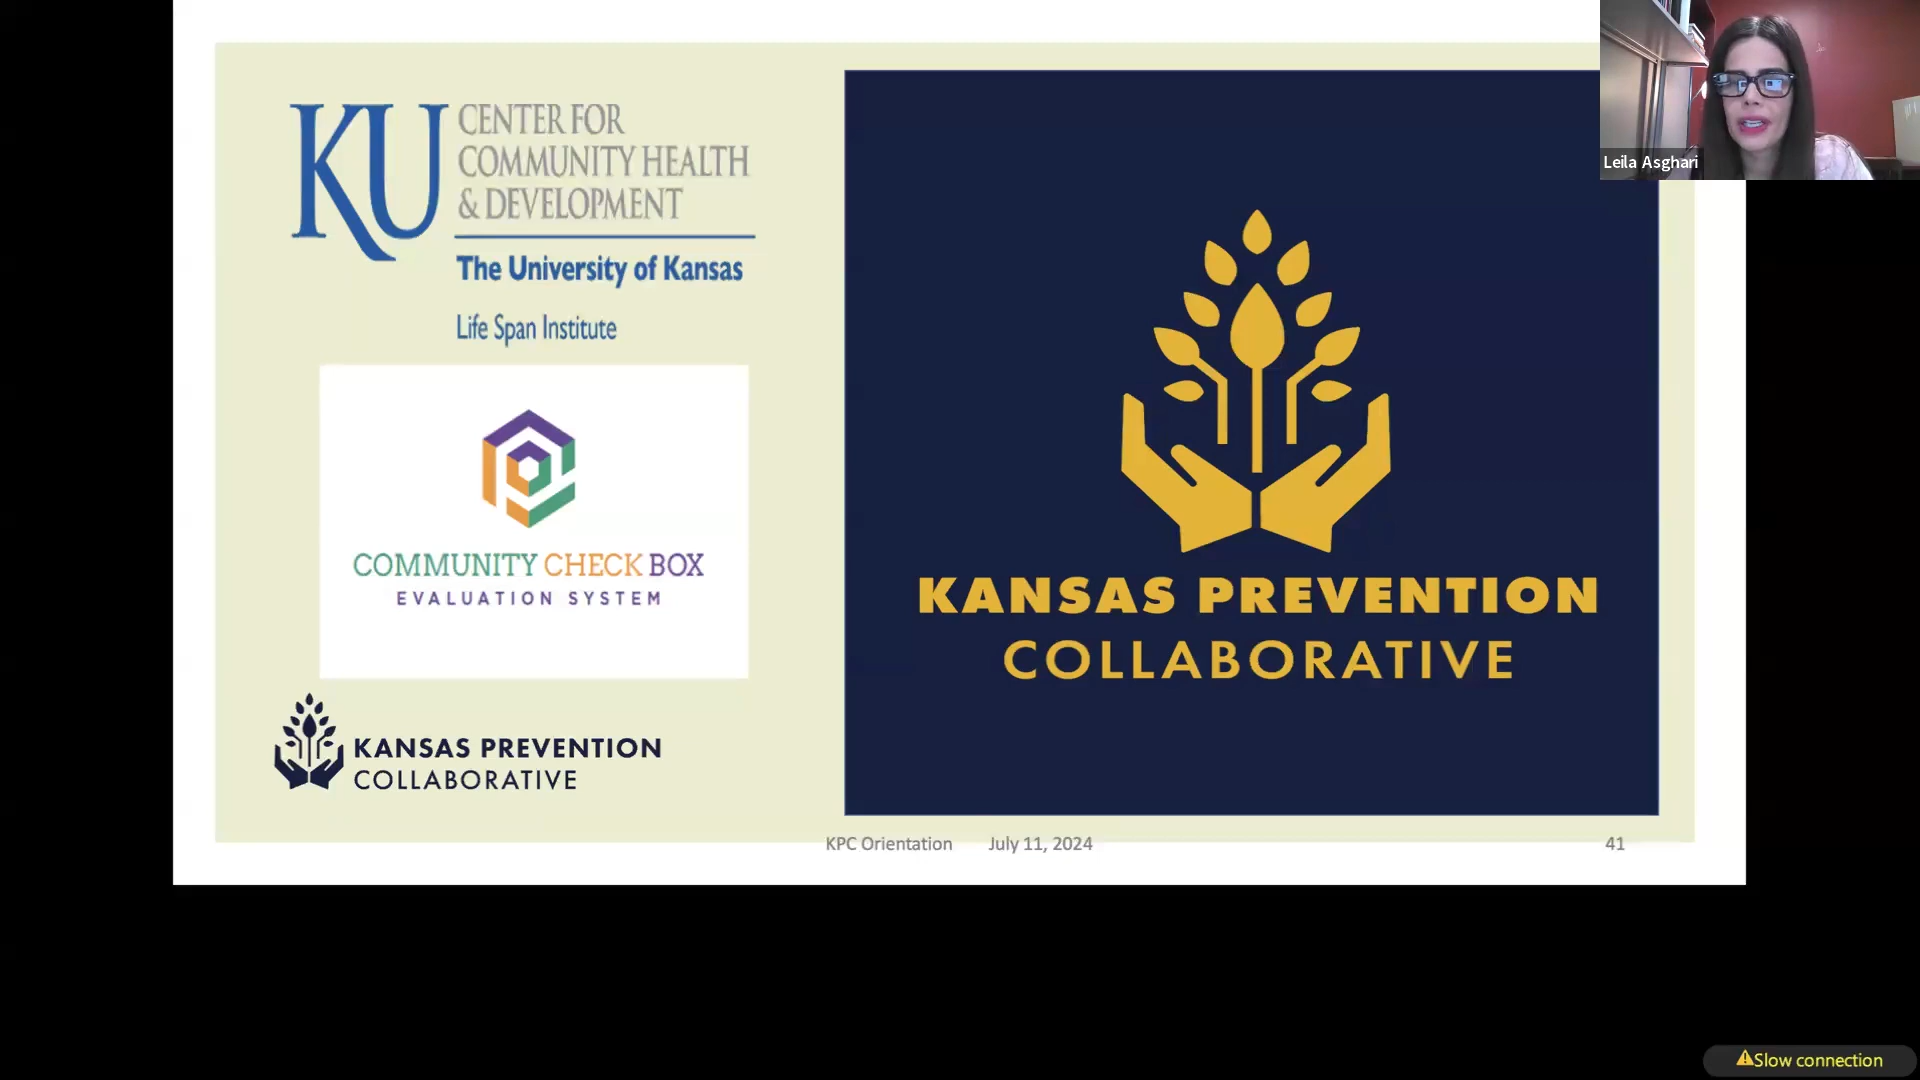 KU
CENTER FOR
COMMUNITY HEALTH
& DEVELOPMENT
The University of Kansas
Life Span Institute
COMMUNITY CHECK BOX
EVALUATION SYSTEM
KANSAS PREVENTION
COLLABORATIVE
KANSAS PREVENTION
COLLABORATIVE
KPC Orientation July 11, 2024 41
Leila Asghari
Slow connection